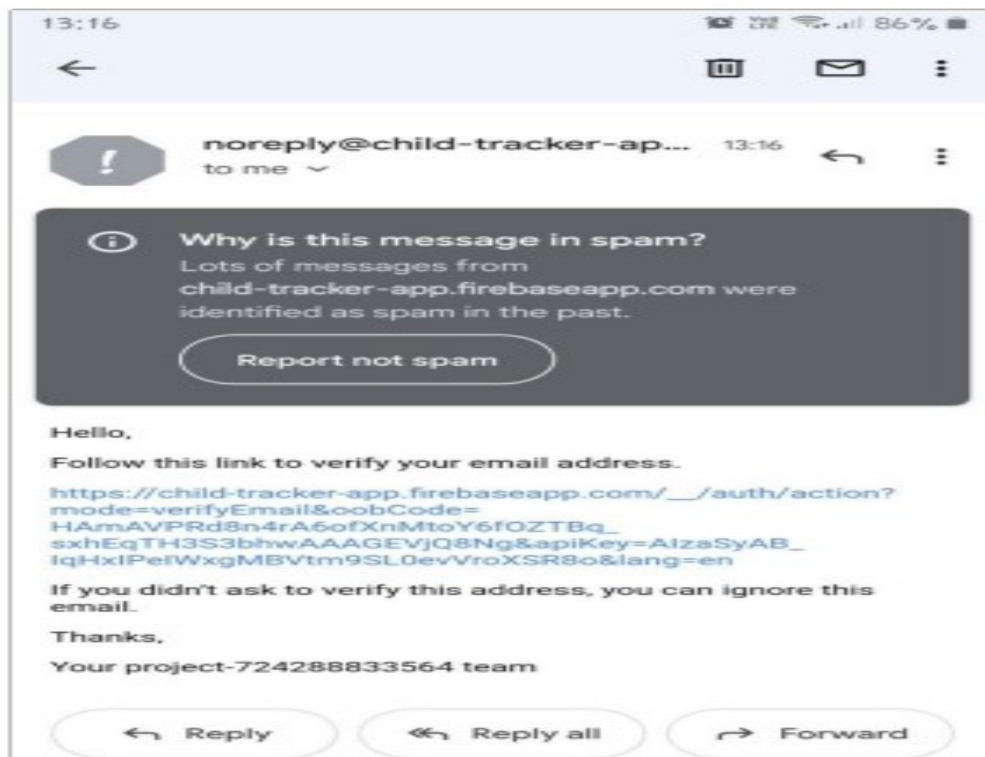 13:16
86%
noreply@child-tracker-ap... 13:16
to me
Why is this message in spam?
Lots of messages from
child-tracker-app.firebaseapp.com were
identified as spam in the past.
Report not spam
Hello,
Follow this link to verify your email address.
https://child-tracker-app.firebaseapp.com/__/auth/action?
mode=verifyEmail&oobCode=
HAmAVPRd8n4rA6ofXnMtoY6fOZTBq_
sxhEqTH3S3bhwAAAGEVjQ8Ng&apiKey=AIzaSyAB_
IqHxIPeIWxgMBVtm9SL0evVroXSR8o&lang=en
If you didn't ask to verify this address, you can ignore this
email.
Thanks,
Your project-724288833564 team
Reply
Reply all
Forward